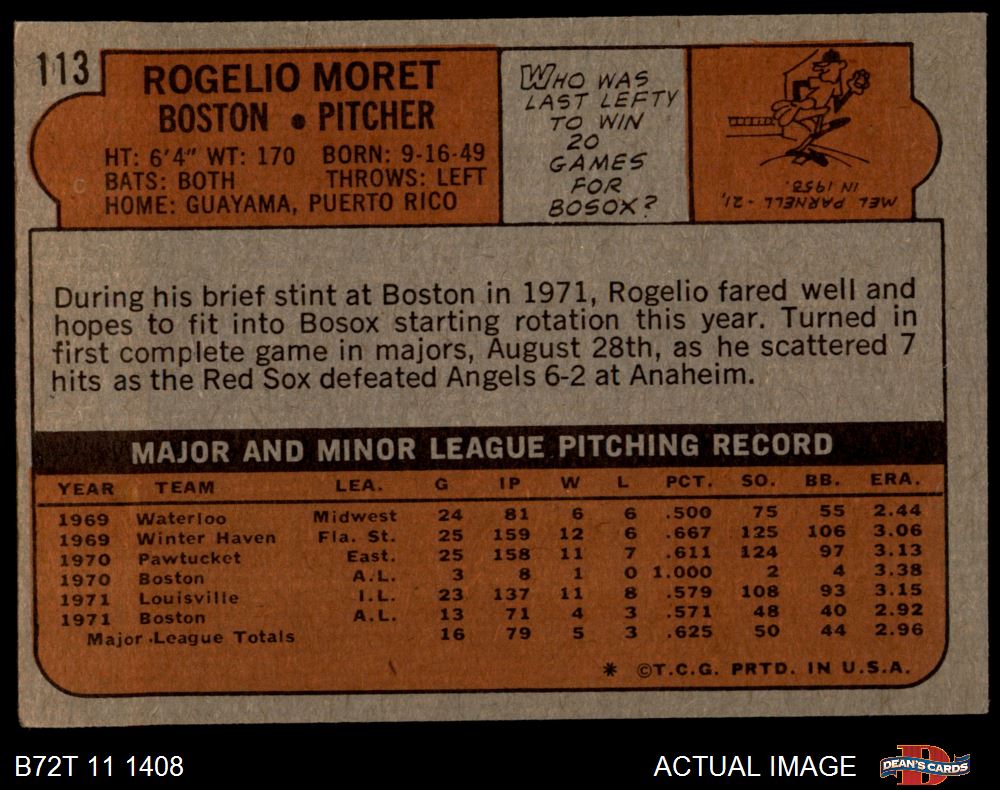 113
ROGELIO MORET
BOSTON • PITCHER
HT: 6'4" WT: 170 BORN: 9-16-49
BATS: BOTH THROWS: LEFT
HOME: GUAYAMA, PUERTO RICO
WHO WAS
LAST LEFTY
TO WIN
20
GAMES
FOR
BOSOX?
MEL PARNELL - 21,
IN 1953.
During his brief stint at Boston in 1971, Rogelio fared well and
hopes to fit into Bosox starting rotation this year. Turned in
first complete game in majors, August 28th, as he scattered 7
hits as the Red Sox defeated Angels 6-2 at Anaheim.
MAJOR AND MINOR LEAGUE PITCHING RECORD
YEAR TEAM LEA. G IP W L PCT. SO. BB. ERA.
1969 Waterloo Midwest 24 81 6 6 .500 75 55 2.44
1969 Winter Haven Fla. St. 25 159 12 6 .667 125 106 3.06
1970 Pawtucket East. 25 158 11 7 .611 124 97 3.13
1970 Boston A.L. 3 8 1 0 1.000 2 4 3.38
1971 Louisville I.L. 23 137 11 8 .579 108 93 3.15
1971 Boston A.L. 13 71 4 3 .571 48 40 2.92
Major League Totals 16 79 5 3 .625 50 44 2.96
* ©T.C.G. PRTD. IN U.S.A.
B72T 11 1408
ACTUAL IMAGE
D
DEAN'S CARDS